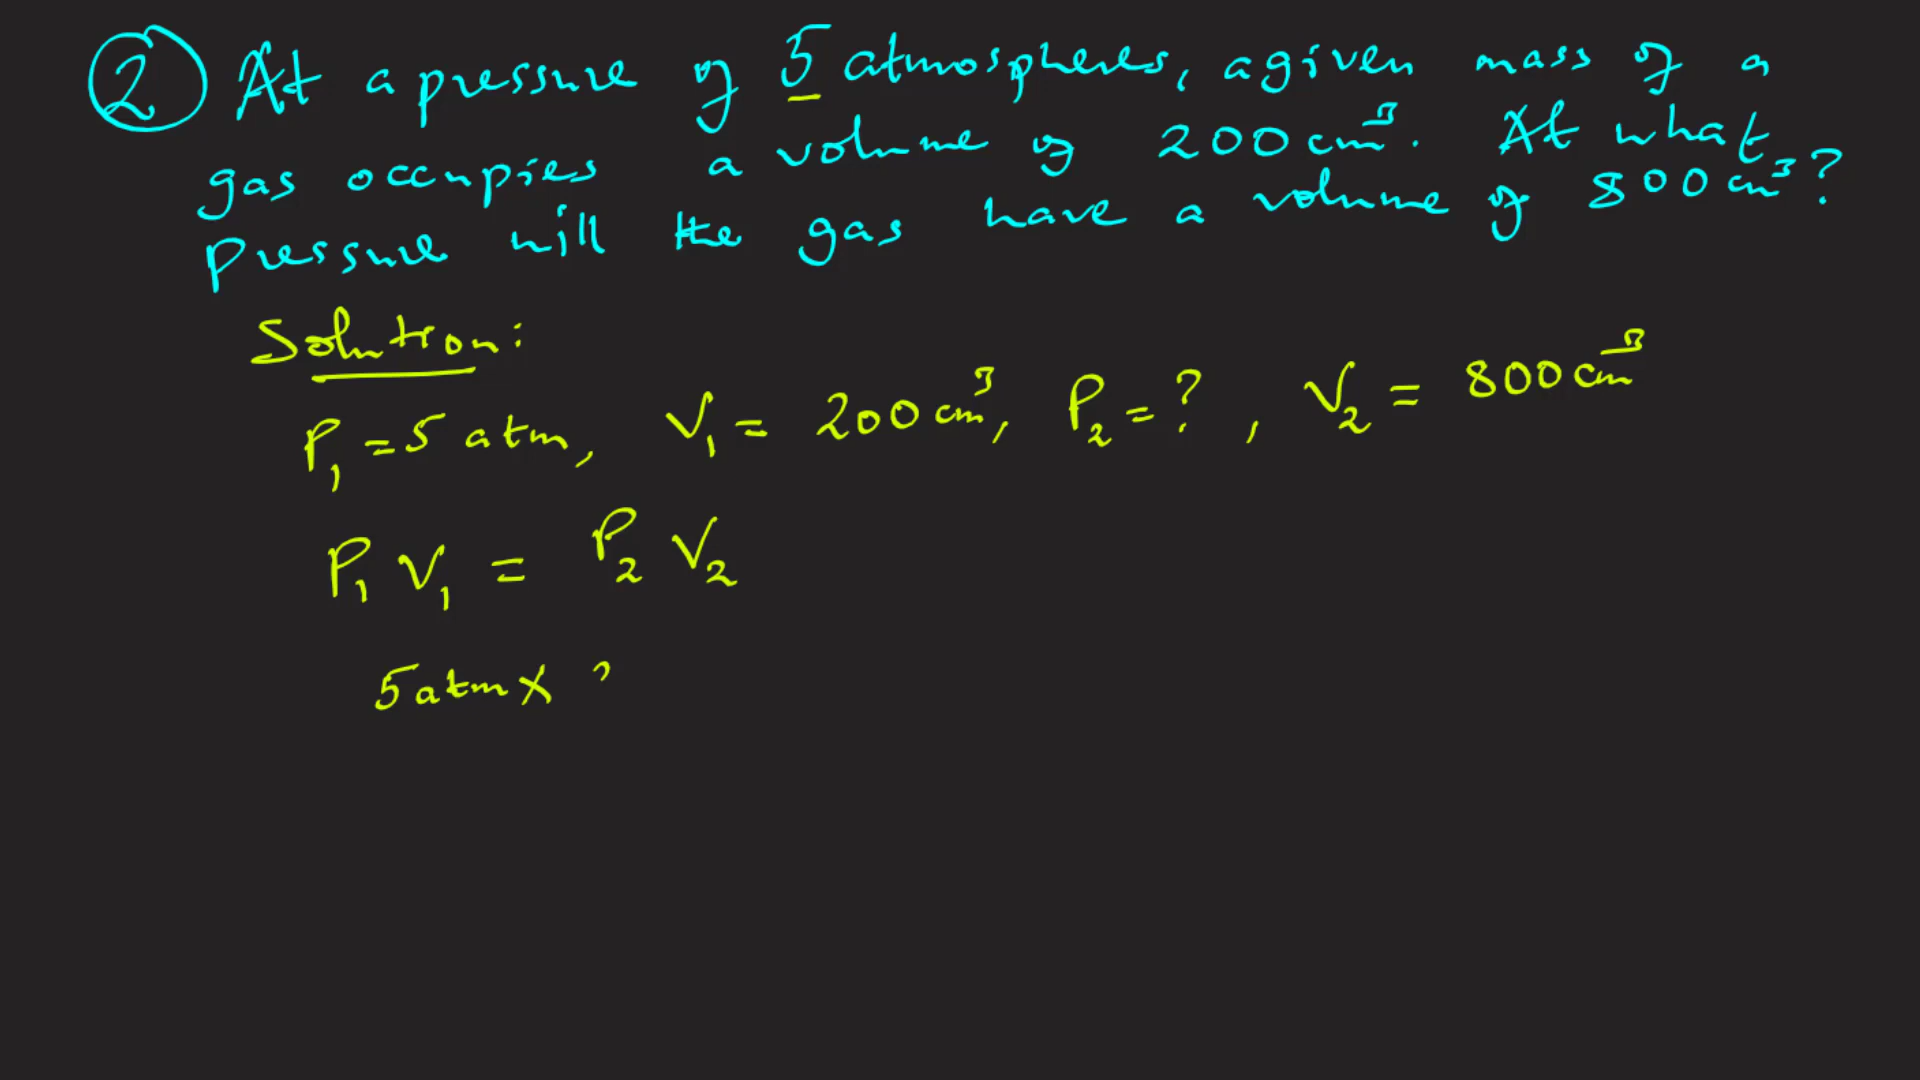 ② At a pressure of 5 atmospheres, a given mass of a
gas occupies a volume of 200 cm³. At what
pressure will the gas have a volume of 800 cm³?
Solution:
P₁ = 5 atm, V₁ = 200 cm³, P₂ = ?, V₂ = 800 cm³
P₁ V₁ = P₂ V₂
5 atm x